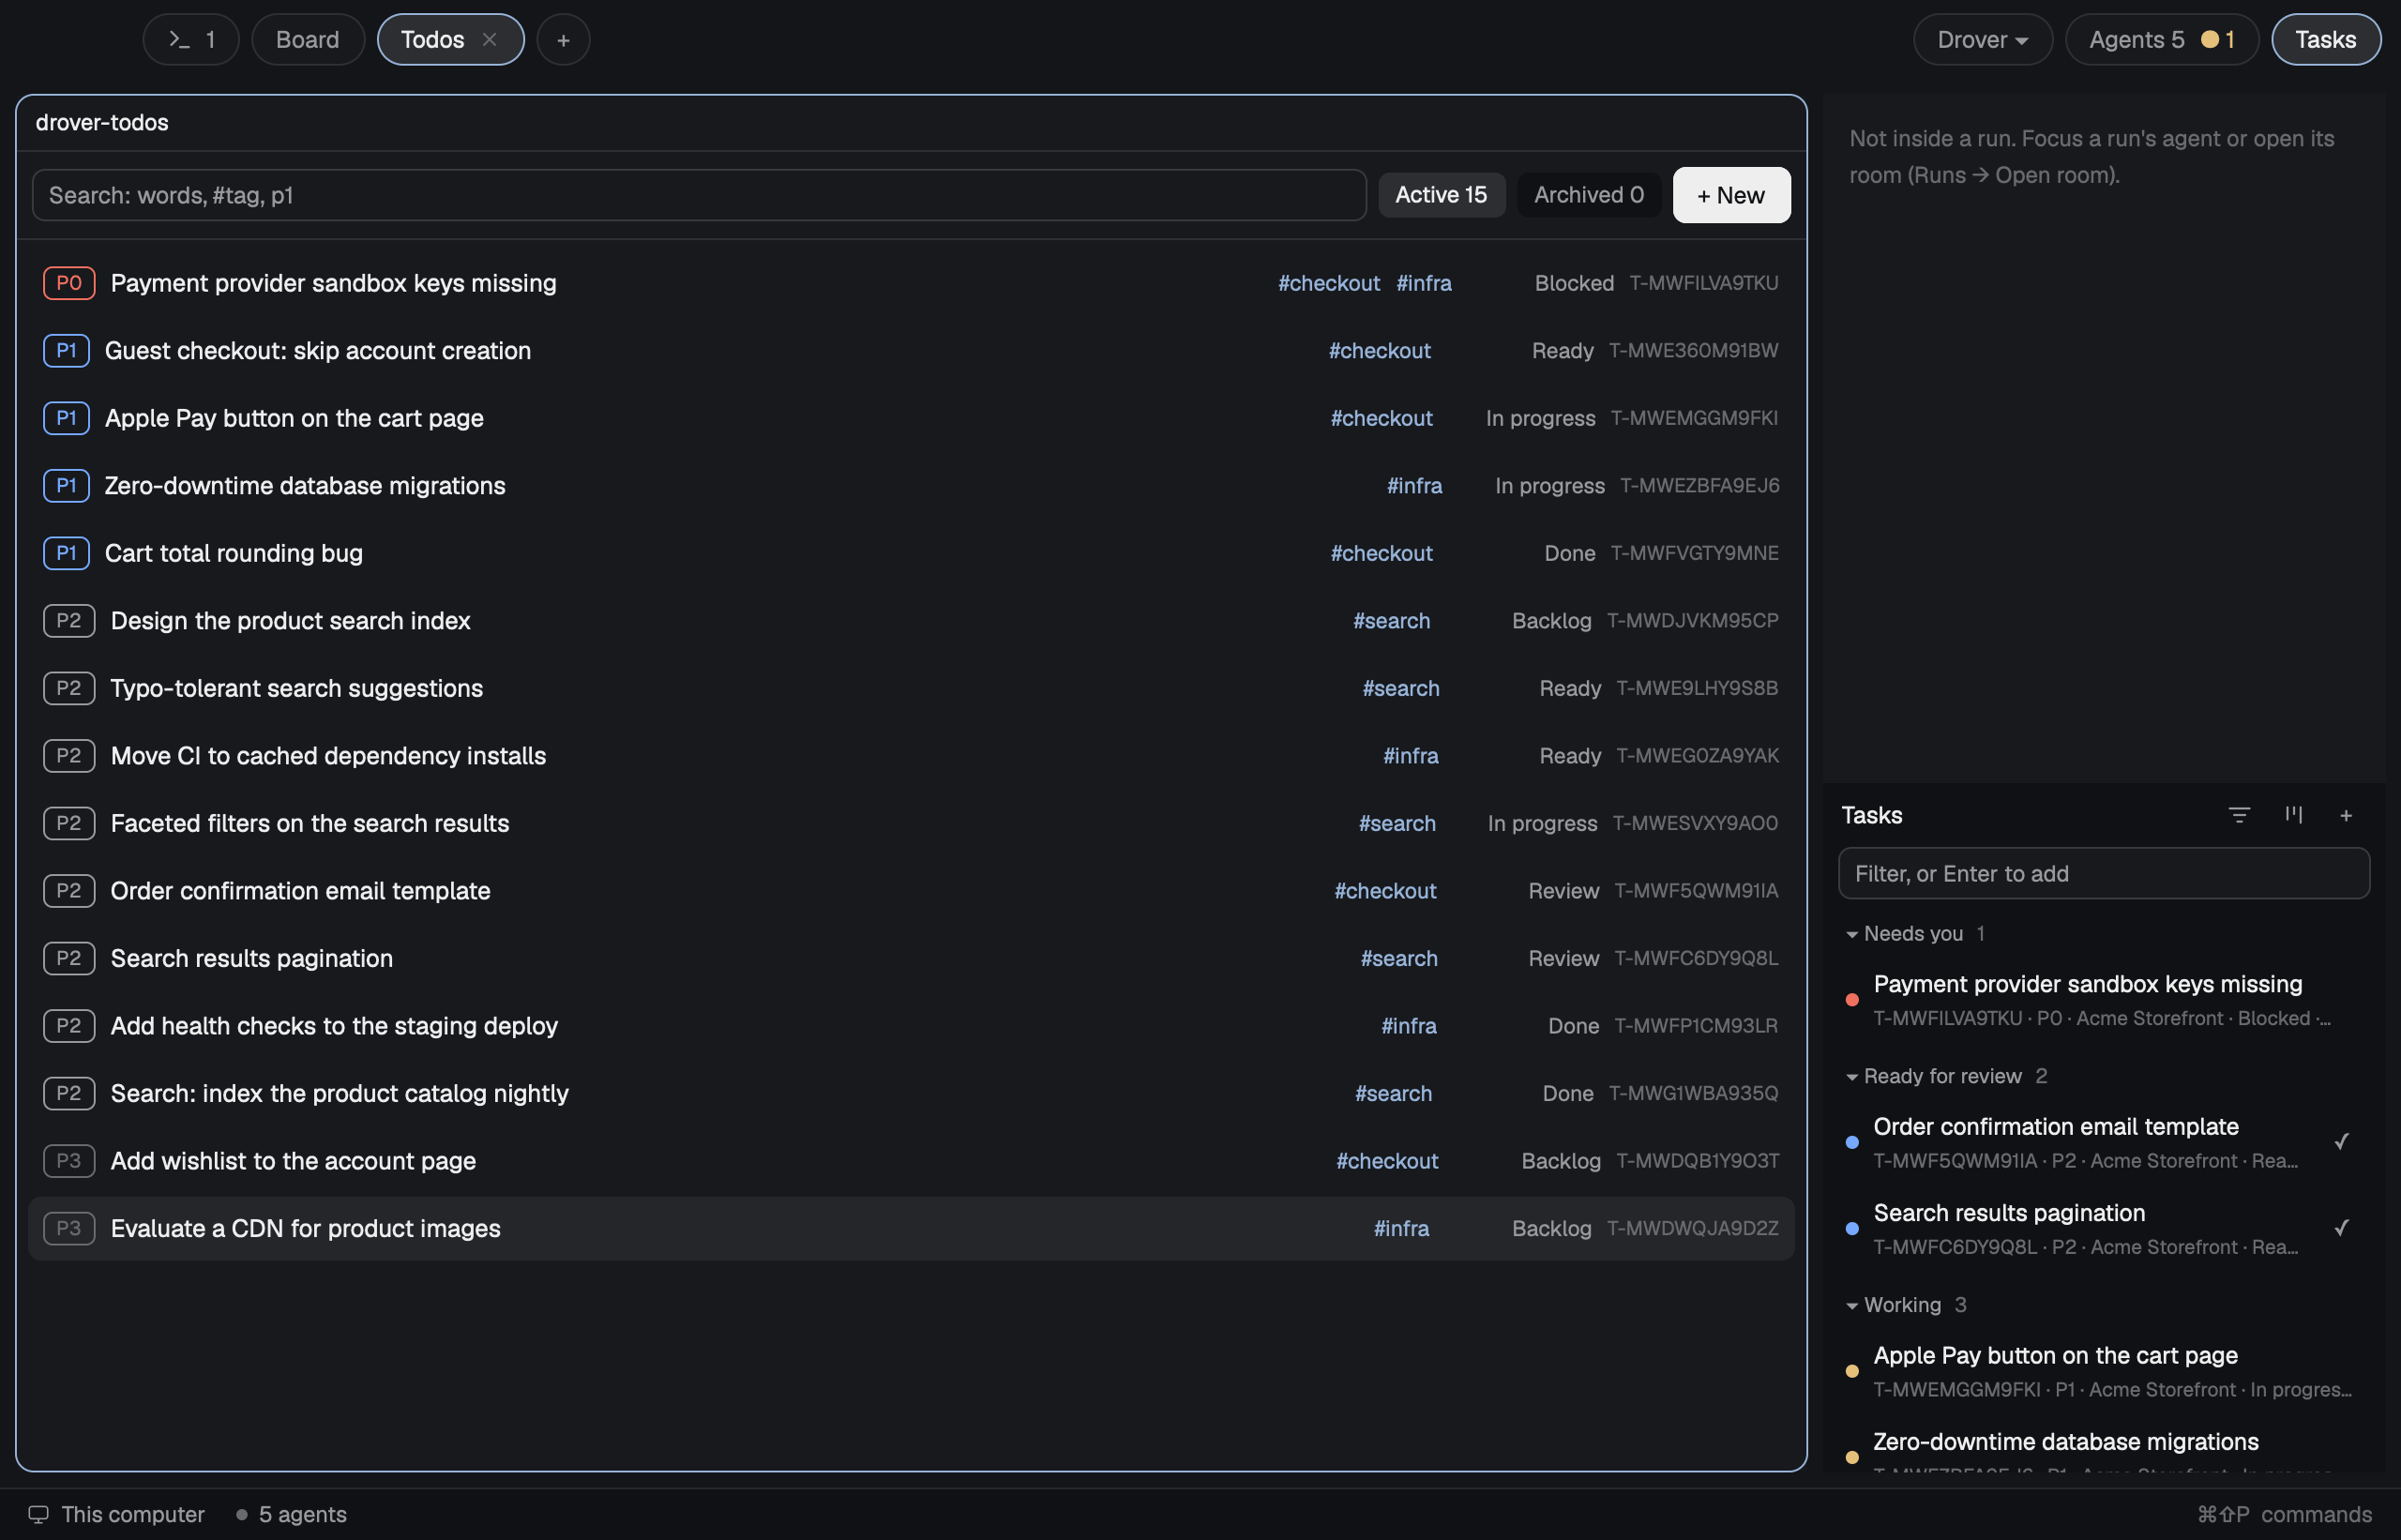 1 Board Todos × + Drover Agents 5 1 Tasks
drover-todos
Search: words, #tag, p1 Active 15 Archived 0 + New
P0 Payment provider sandbox keys missing #checkout #infra Blocked T-MWFILVA9TKU
P1 Guest checkout: skip account creation #checkout Ready T-MWE360M91BW
P1 Apple Pay button on the cart page #checkout In progress T-MWEMGGM9FKI
P1 Zero-downtime database migrations #infra In progress T-MWEZBFA9EJ6
P1 Cart total rounding bug #checkout Done T-MWFVGTY9MNE
P2 Design the product search index #search Backlog T-MWDJVKM95CP
P2 Typo-tolerant search suggestions #search Ready T-MWE9LHY9S8B
P2 Move CI to cached dependency installs #infra Ready T-MWEG0ZA9YAK
P2 Faceted filters on the search results #search In progress T-MWESVXY9AO0
P2 Order confirmation email template #checkout Review T-MWF5QWM91IA
P2 Search results pagination #search Review T-MWFC6DY9Q8L
P2 Add health checks to the staging deploy #infra Done T-MWFP1CM93LR
P2 Search: index the product catalog nightly #search Done T-MWG1WBA935Q
P3 Add wishlist to the account page #checkout Backlog T-MWDQB1Y9O3T
P3 Evaluate a CDN for product images #infra Backlog T-MWDWQJA9D2Z
Not inside a run. Focus a run's agent or open its
room (Runs → Open room).
Tasks +
Filter, or Enter to add
Needs you 1
Payment provider sandbox keys missing
T-MWFILVA9TKU · P0 · Acme Storefront · Blocked ·…
Ready for review 2
Order confirmation email template
T-MWF5QWM91IA · P2 · Acme Storefront · Rea…
Search results pagination
T-MWFC6DY9Q8L · P2 · Acme Storefront · Rea…
Working 3
Apple Pay button on the cart page
T-MWEMGGM9FKI · P1 · Acme Storefront · In progres…
Zero-downtime database migrations
This computer 5 agents ⌘⇧P commands